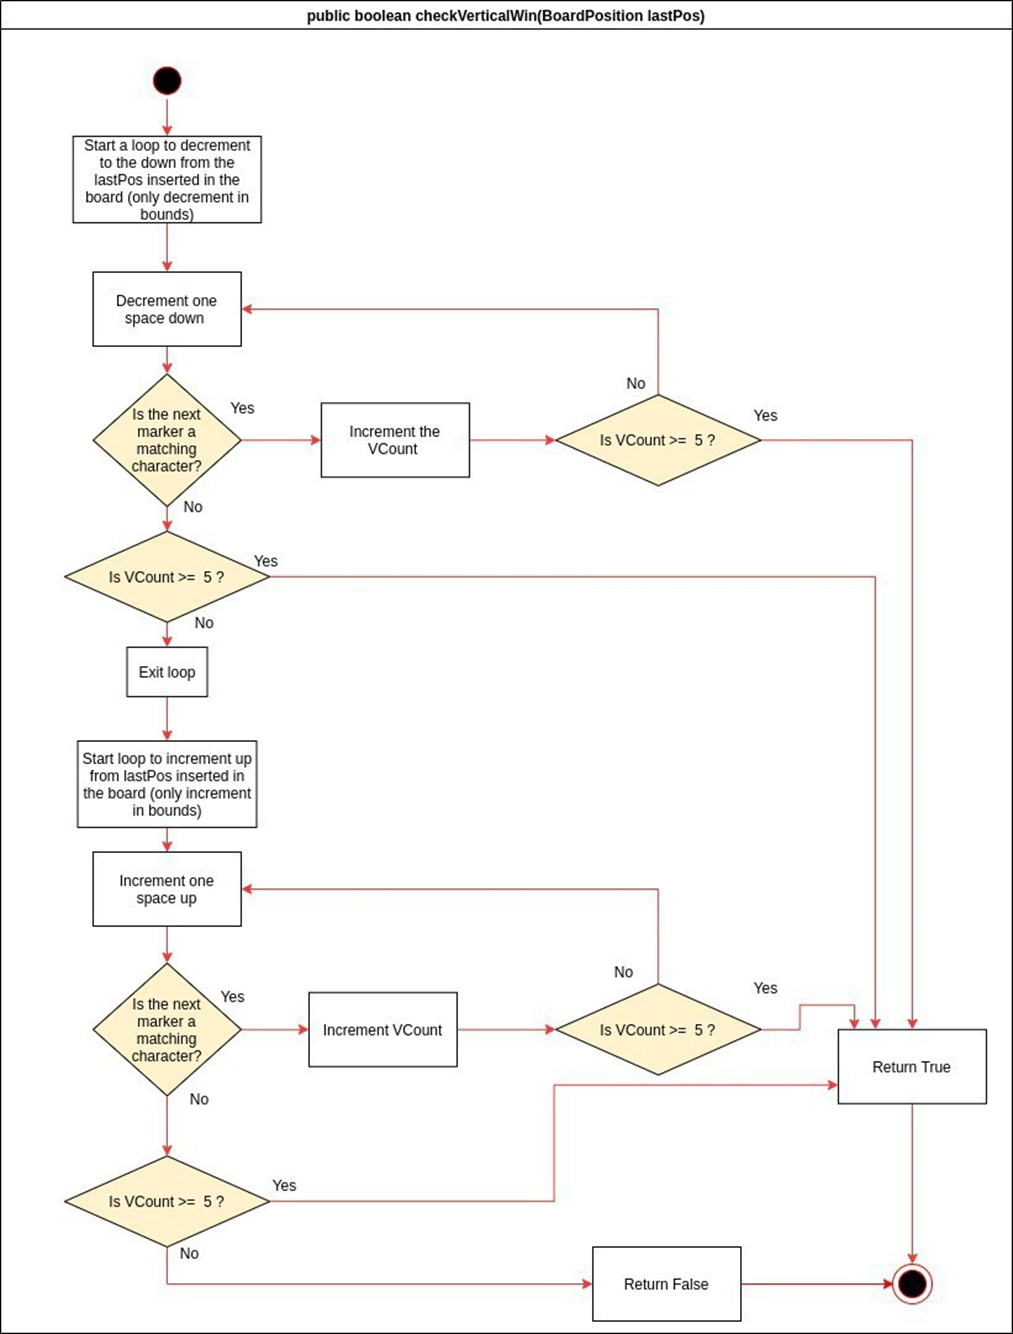 public boolean checkVerticalWin(BoardPosition lastPos)
Start a loop to decrement
to the down from the
lastPos inserted in the
board (only decrement in
bounds)
Decrement one
space down
No
Yes
Is the next
marker a
matching
character?
Yes
Increment the
VCount
Is VCount >= 5 ?
No
Is VCount >= 5 ?
Yes
No
Exit loop
Start loop to increment up
from lastPos inserted in
the board (only increment
in bounds)
Increment one
space up
No
Yes
Is the next
marker a
matching
character?
Yes
Increment VCount
Is VCount >= 5 ?
Return True
No
Is VCount >= 5 ?
Yes
No
Return False